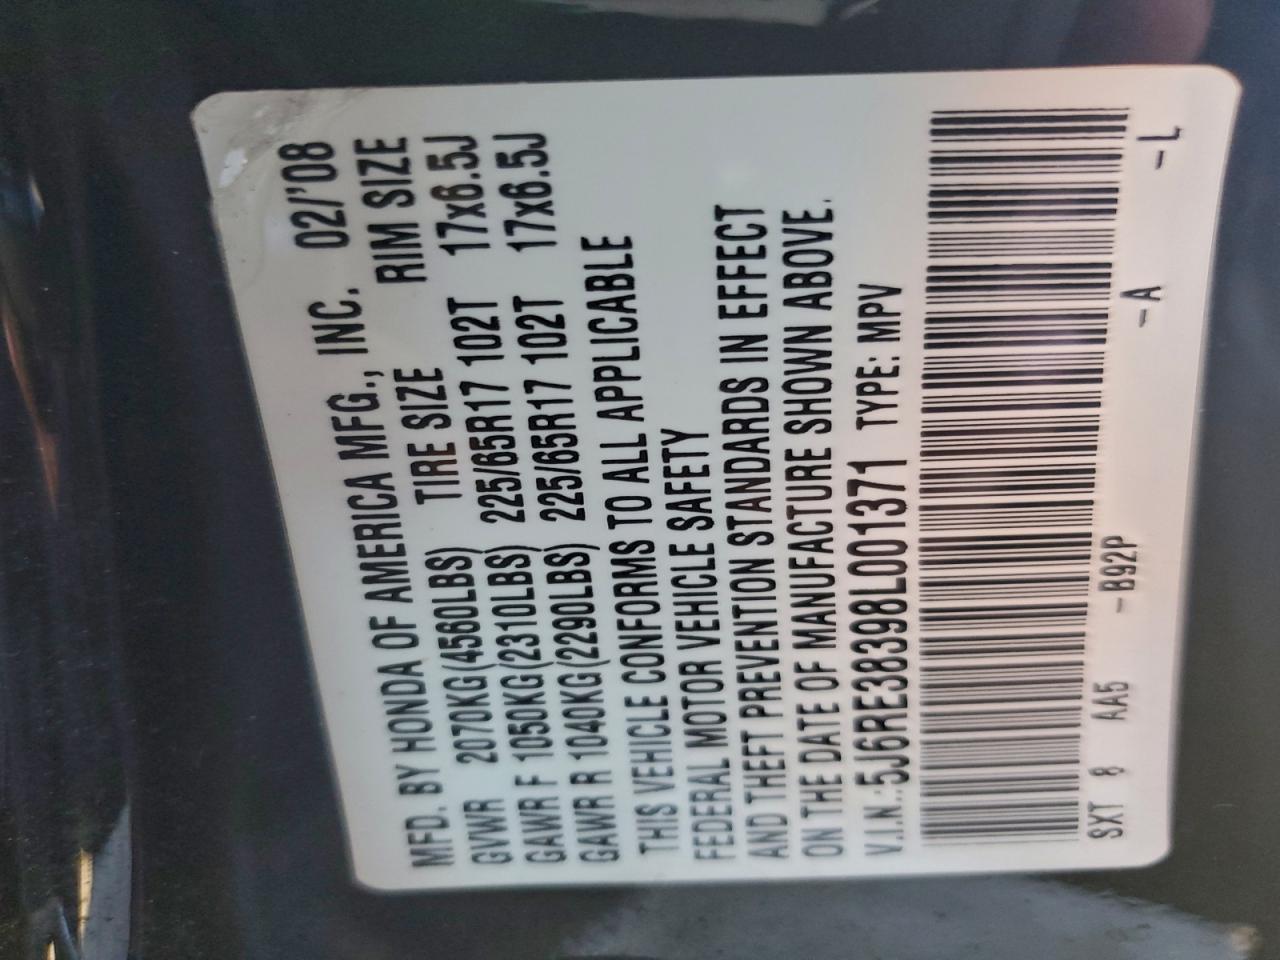 MFD. BY HONDA OF AMERICA MFG., INC. 02/'08
GVWR 2070KG(4560LBS) TIRE SIZE RIM SIZE
GAWR F 1050KG(2310LBS) 225/65R17 102T 17x6.5J
GAWR R 1040KG(2290LBS) 225/65R17 102T 17x6.5J
THIS VEHICLE CONFORMS TO ALL APPLICABLE
FEDERAL MOTOR VEHICLE SAFETY
AND THEFT PREVENTION STANDARDS IN EFFECT
ON THE DATE OF MANUFACTURE SHOWN ABOVE.
V.I.N.:5J6RE38398L001371 TYPE: MPV
SXT 8 AA5 -B92P -A -L